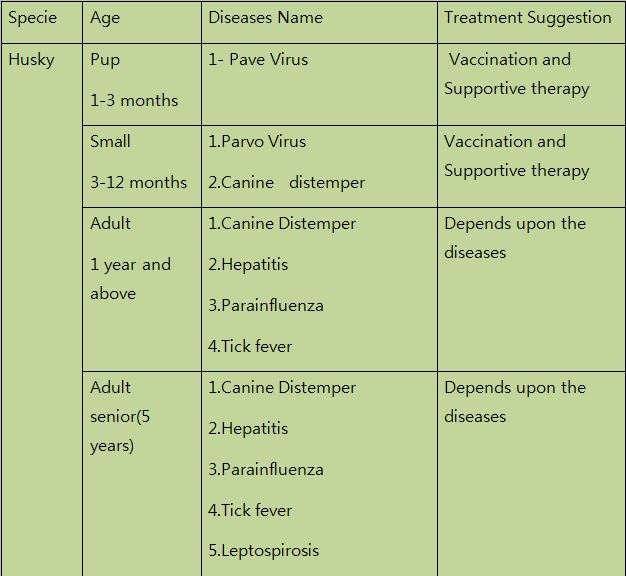 Specie Age Diseases Name Treatment Suggestion
Husky Pup 1- Pave Virus Vaccination and
Supportive therapy
1-3 months
Small 1.Parvo Virus Vaccination and
Supportive therapy
3-12 months 2.Canine distemper
Adult 1.Canine Distemper Depends upon the
diseases
1 year and 2.Hepatitis
above
3.Parainfluenza
4.Tick fever
Adult 1.Canine Distemper Depends upon the
senior(5 diseases
years) 2.Hepatitis
3.Parainfluenza
4.Tick fever
5.Leptospirosis